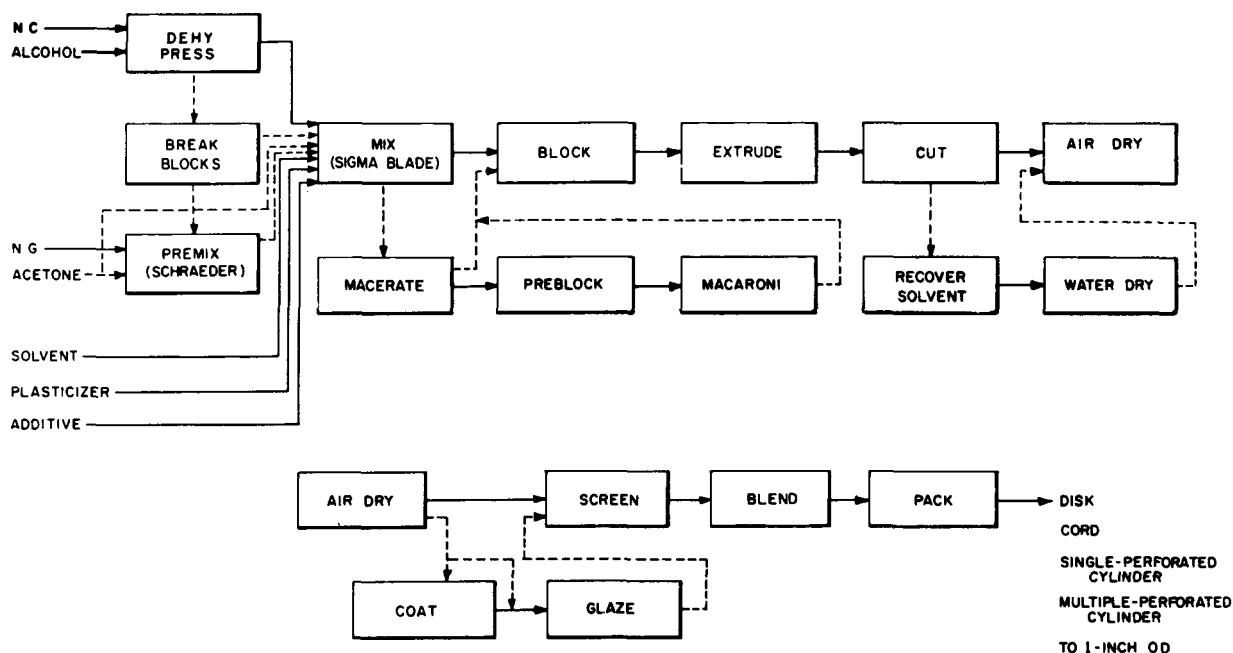 NC
ALCOHOL
DEHY
PRESS
BREAK
BLOCKS
MIX
(SIGMA BLADE)
BLOCK
EXTRUDE
CUT
AIR DRY
NG
ACETONE
PREMIX
(SCHRAEDER)
MACERATE
PREBLOCK
MACARONI
RECOVER
SOLVENT
WATER DRY
SOLVENT
PLASTICIZER
ADDITIVE
AIR DRY
SCREEN
BLEND
PACK
DISK
CORD
SINGLE-PERFORATED
CYLINDER
MULTIPLE-PERFORATED
CYLINDER
TO 1-INCH OD
COAT
GLAZE